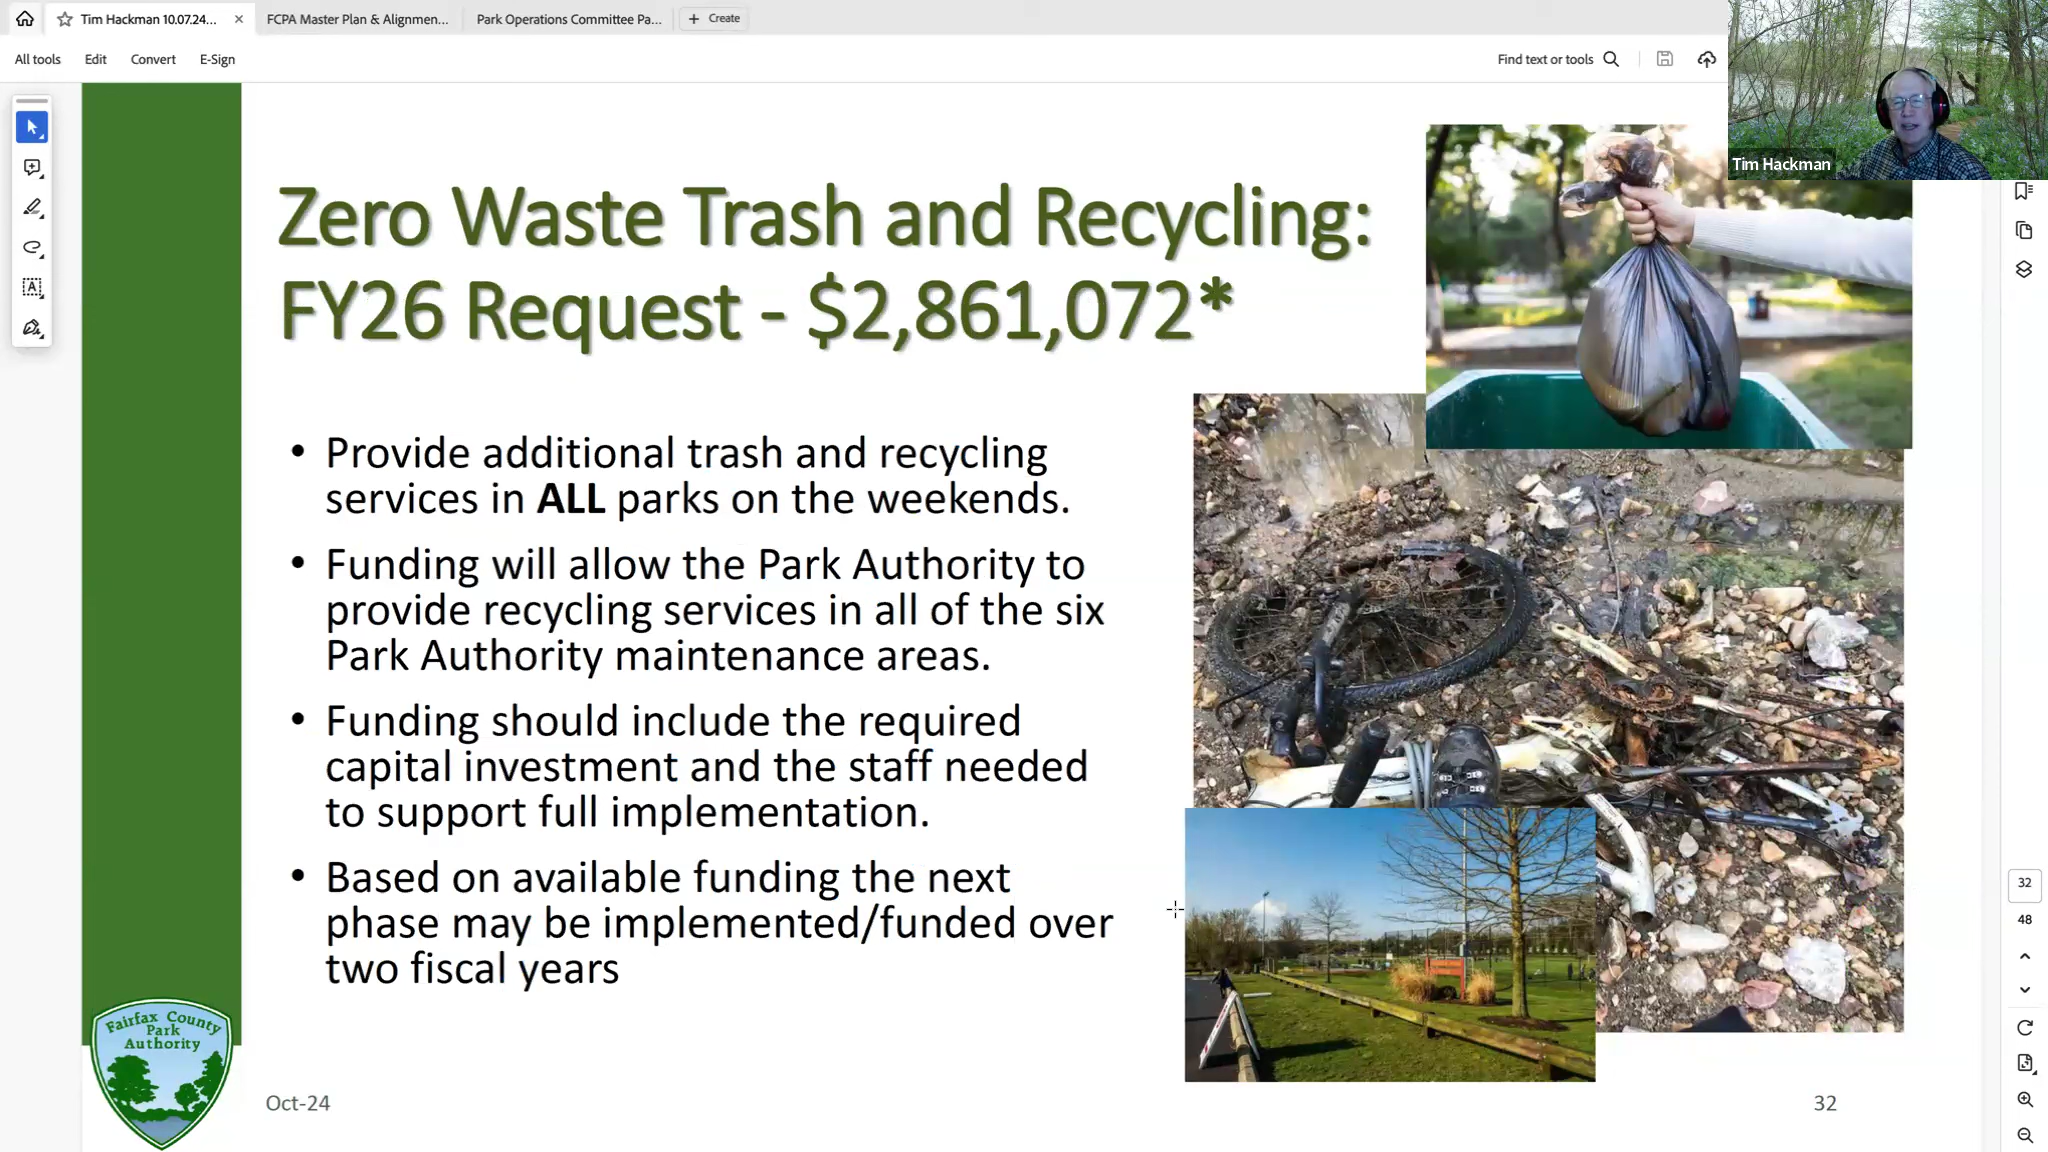 Tim Hackman 10.07.24...
FCPA Master Plan & Alignmen...
Park Operations Committee Pa...
Create
All tools
Edit
Convert
E-Sign
Find text or tools
Tim Hackman
Zero Waste Trash and Recycling:
FY26 Request - $2,861,072*
• Provide additional trash and recycling
services in ALL parks on the weekends.
• Funding will allow the Park Authority to
provide recycling services in all of the six
Park Authority maintenance areas.
• Funding should include the required
capital investment and the staff needed
to support full implementation.
• Based on available funding the next
phase may be implemented/funded over
two fiscal years
32
48
Fairfax County
Park
Authority
Oct-24
32